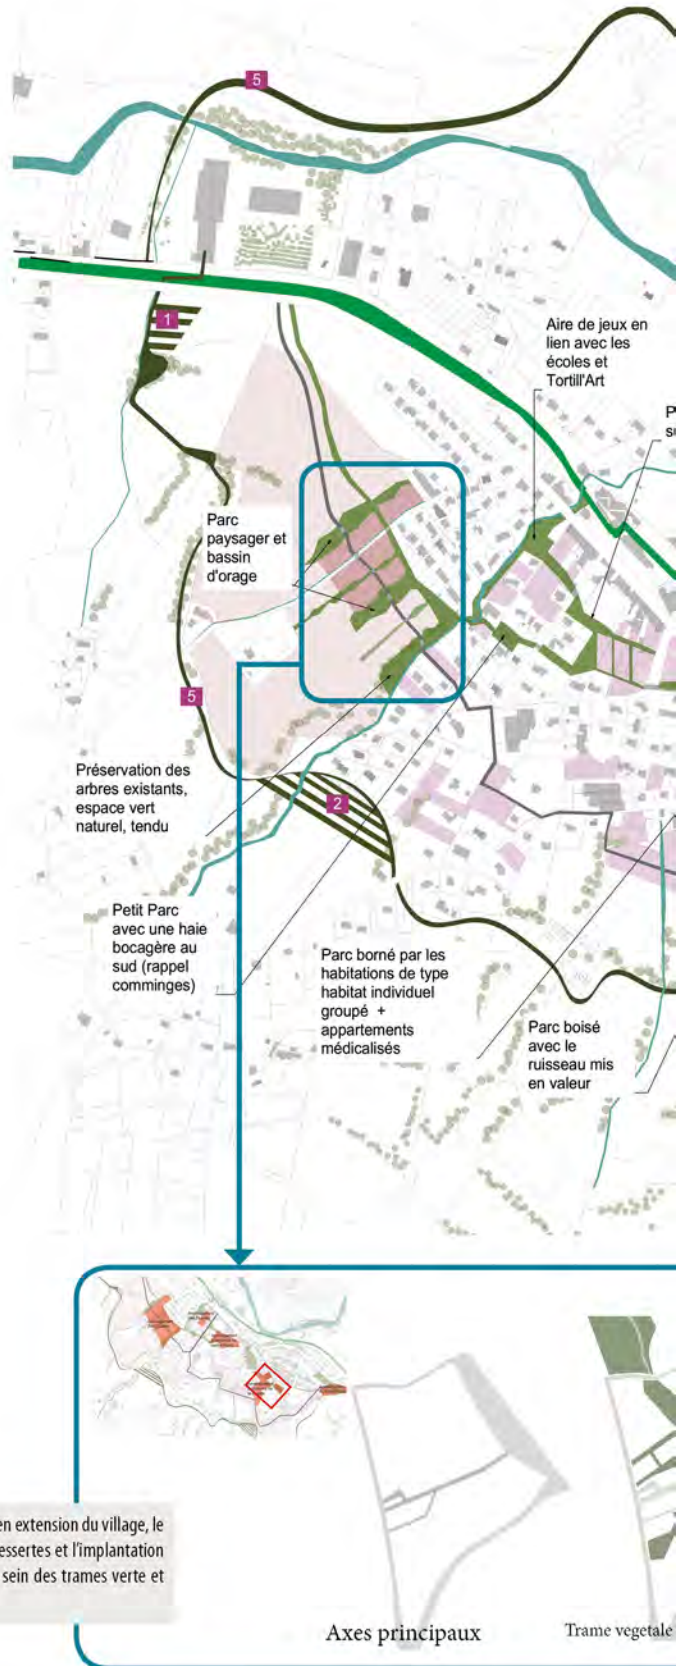 5
1
Aire de jeux en
lien avec les
écoles et
Tortill'Art
Parc
paysager et
bassin
d'orage
5
Préservation des
arbres existants,
espace vert
naturel, tendu
2
Petit Parc
avec une haie
bocagère au
sud (rappel
comminges)
Parc borné par les
habitations de type
habitat individuel
groupé +
appartements
médicalisés
Parc boisé
avec le
ruisseau mis
en valeur
en extension du village, le
essertes et l'implantation
sein des trames verte et
Axes principaux
Trame vegetale